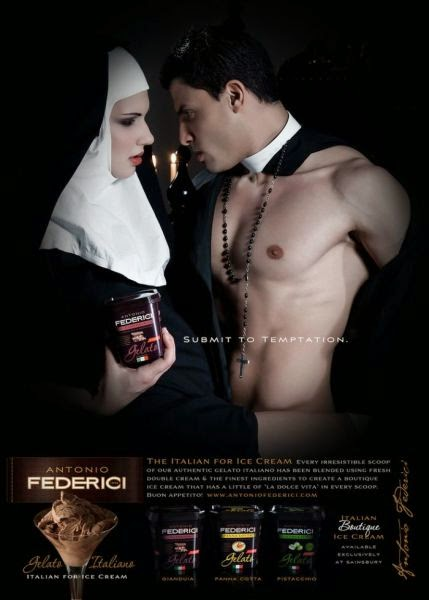 ANTONIO
FEDERICI
Gelato
SUBMIT TO TEMPTATION.
ANTONIO
FEDERICI
Gelato Italiano
ITALIAN FOR ICE CREAM
THE ITALIAN FOR ICE CREAM EVERY IRRESISTIBLE SCOOP
OF OUR AUTHENTIC GELATO ITALIANO HAS BEEN BLENDED USING FRESH
DOUBLE CREAM & THE FINEST INGREDIENTS TO CREATE A BOUTIQUE
ICE CREAM THAT HAS A LITTLE OF "LA DOLCE VITA" IN EVERY SCOOP.
BUON APPETITO! WWW.ANTONIOFEDERICI.COM
FEDERICI
FEDERICI
FEDERICI
GIANDUIA
PANNA COTTA
PISTACCHIO
ITALIAN
Boutique
ICE CREAM
AVAILABLE
EXCLUSIVELY
AT SAINSBURY
Antonio Federici